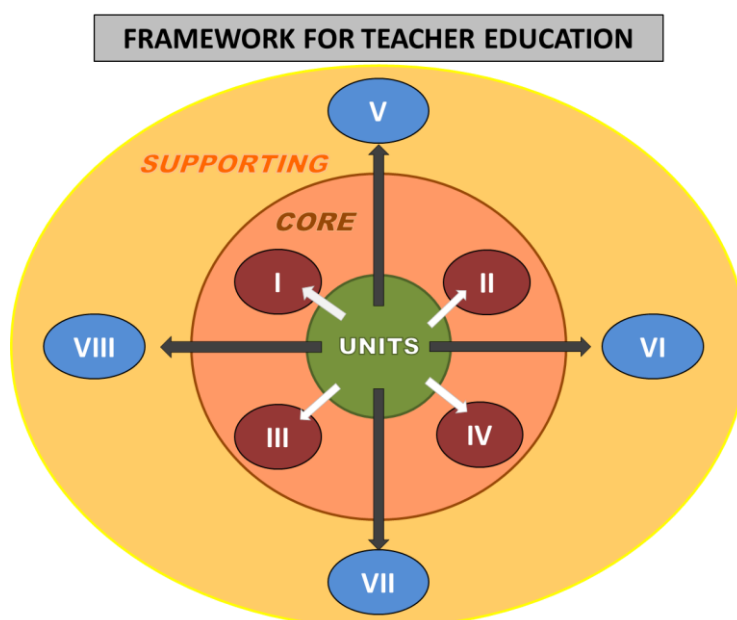 FRAMEWORK FOR TEACHER EDUCATION
V
SUPPORTING
CORE
I
II
VIII
UNITS
VI
III
IV
VII